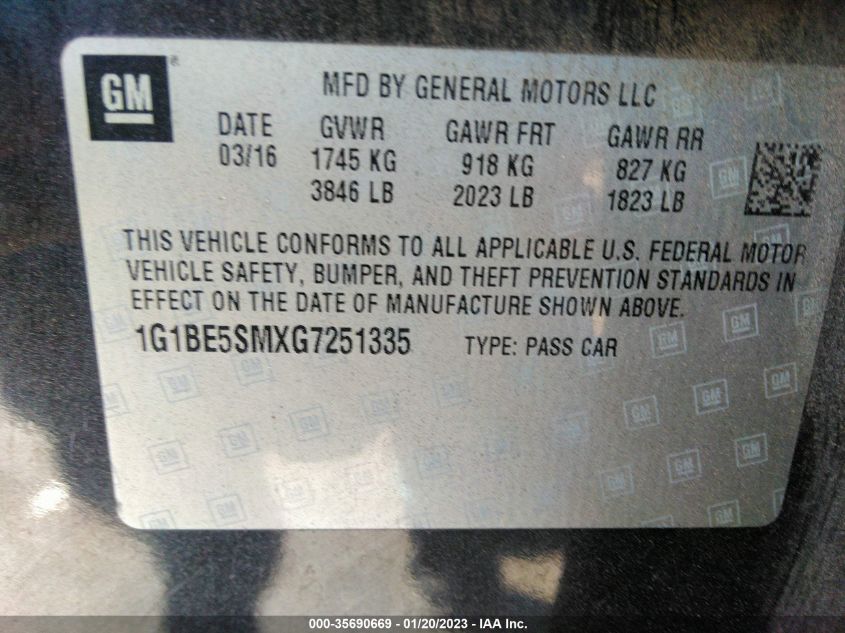 GM ®
MFD BY GENERAL MOTORS LLC
DATE GVWR GAWR FRT GAWR RR
03/16 1745 KG 918 KG 827 KG
3846 LB 2023 LB 1823 LB
THIS VEHICLE CONFORMS TO ALL APPLICABLE U.S. FEDERAL MOTOR
VEHICLE SAFETY, BUMPER, AND THEFT PREVENTION STANDARDS IN
EFFECT ON THE DATE OF MANUFACTURE SHOWN ABOVE.
1G1BE5SMXG7251335 TYPE: PASS CAR
000-35690669 - 01/20/2023 - IAA Inc.